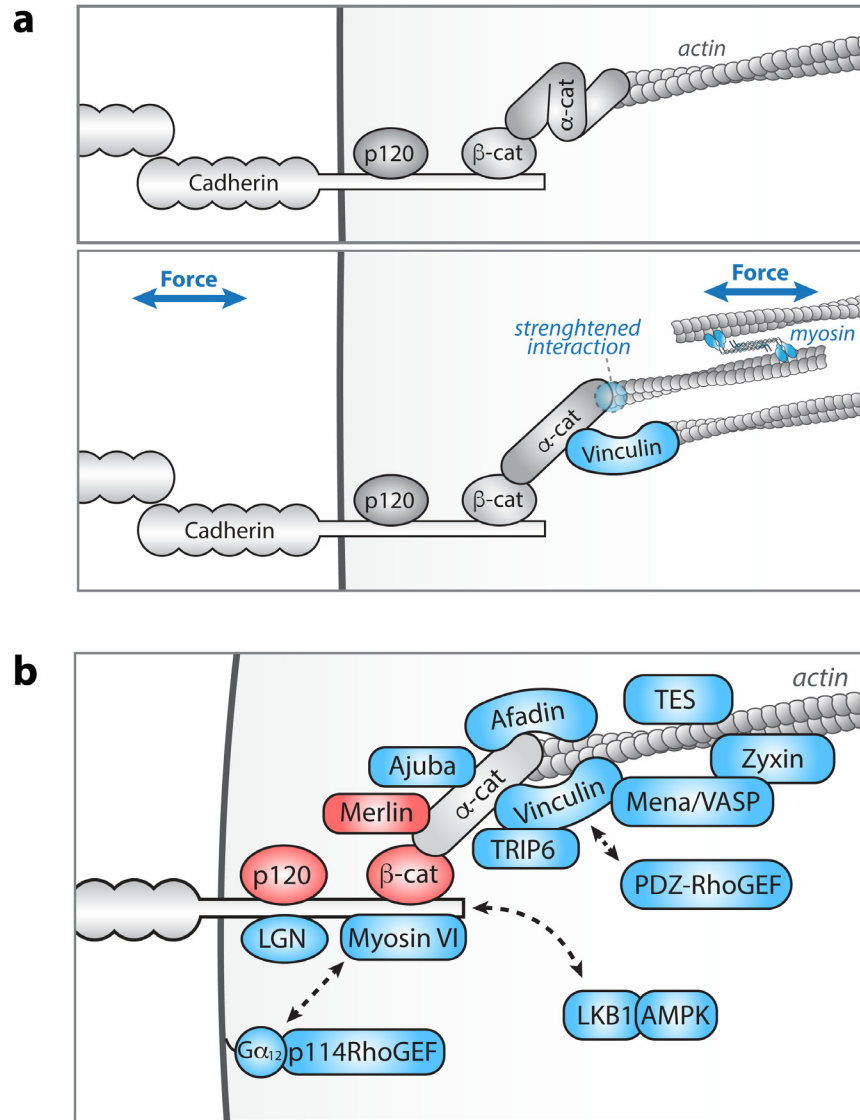 a
actin
α-cat
p120
β-cat
Cadherin
Force
Force
strenghtened
interaction
myosin
α-cat
Vinculin
p120
β-cat
Cadherin
b
actin
TES
Afadin
Zyxin
Ajuba
α-cat
Vinculin
Mena/VASP
Merlin
TRIP6
p120
β-cat
PDZ-RhoGEF
LGN
Myosin VI
LKB1
AMPK
Gα12
p114RhoGEF